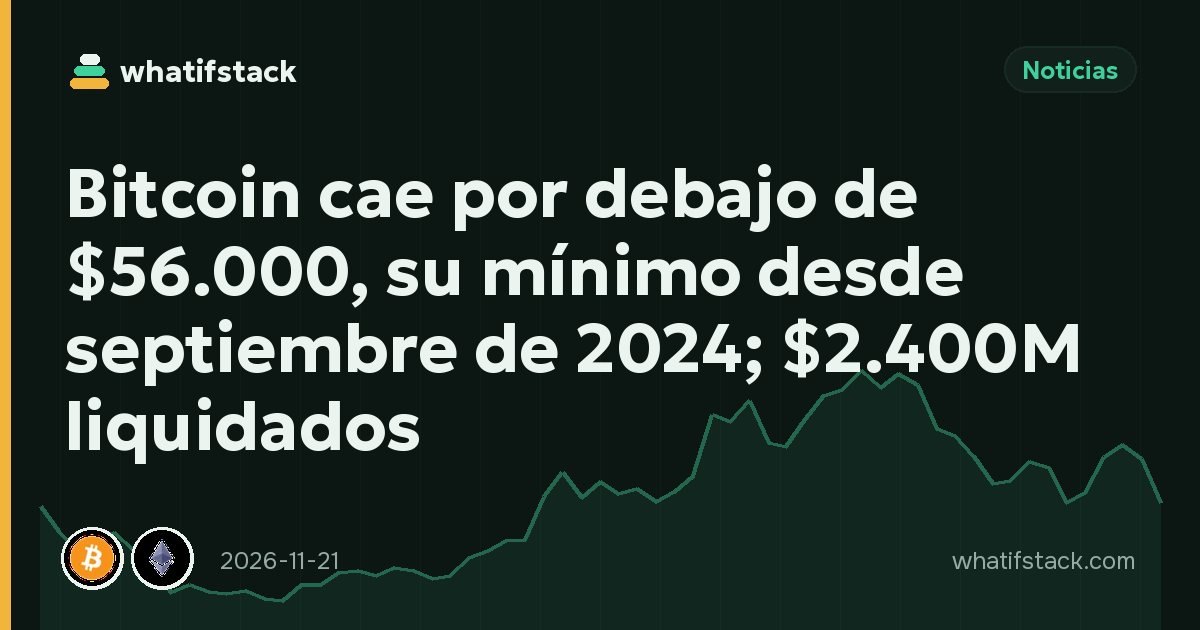 whatifstack
Noticias
Bitcoin cae por debajo de
$56.000, su mínimo desde
septiembre de 2024; $2.400M
liquidados
2026-11-21
whatifstack.com